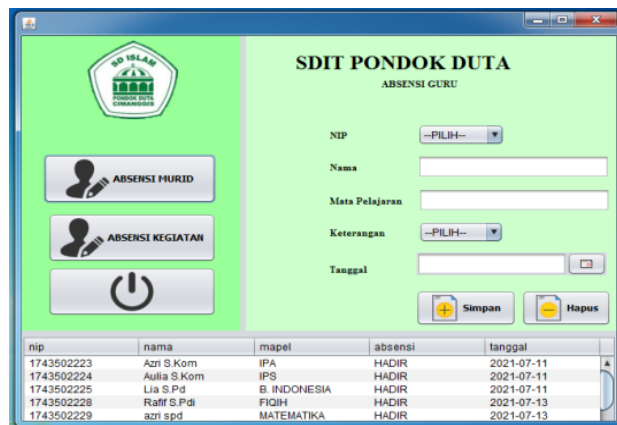 SD ISLAM
PONDOK DUTA
CIMANGGIS
ABSENSI MURID
ABSENSI KEGIATAN
SDIT PONDOK DUTA
ABSENSI GURU
NIP --PILIH--
Nama
Mata Pelajaran
Keterangan --PILIH--
Tanggal
Simpan Hapus
nip nama mapel absensi tanggal
1743502223 Azri S.Kom IPA HADIR 2021-07-11
1743502224 Aulia S.Kom IPS HADIR 2021-07-11
1743502225 Lia S.Pd B. INDONESIA HADIR 2021-07-11
1743502228 Rafif S.Pdi FIQIH HADIR 2021-07-13
1743502229 azri spd MATEMATIKA HADIR 2021-07-13